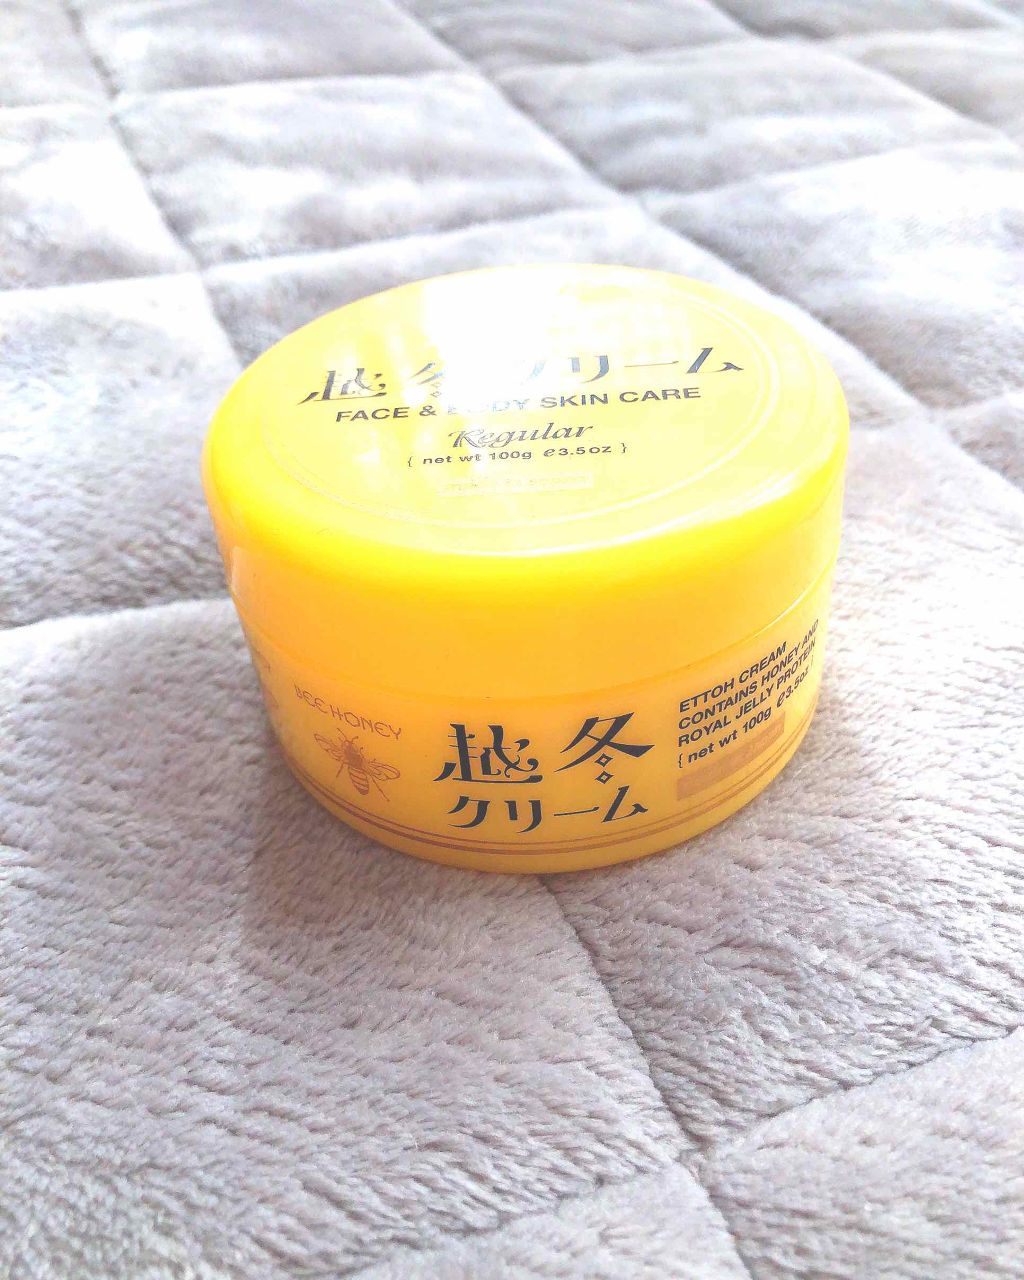 越冬クリーム
FACE & BODY SKIN CARE
Regular
{ net wt 100g e3.5oz }
BEE HONEY
越冬
クリーム
ETTOH CREAM
CONTAINS HONEY AND
ROYAL JELLY PROTEIN
{ net wt 100g e3.5oz }